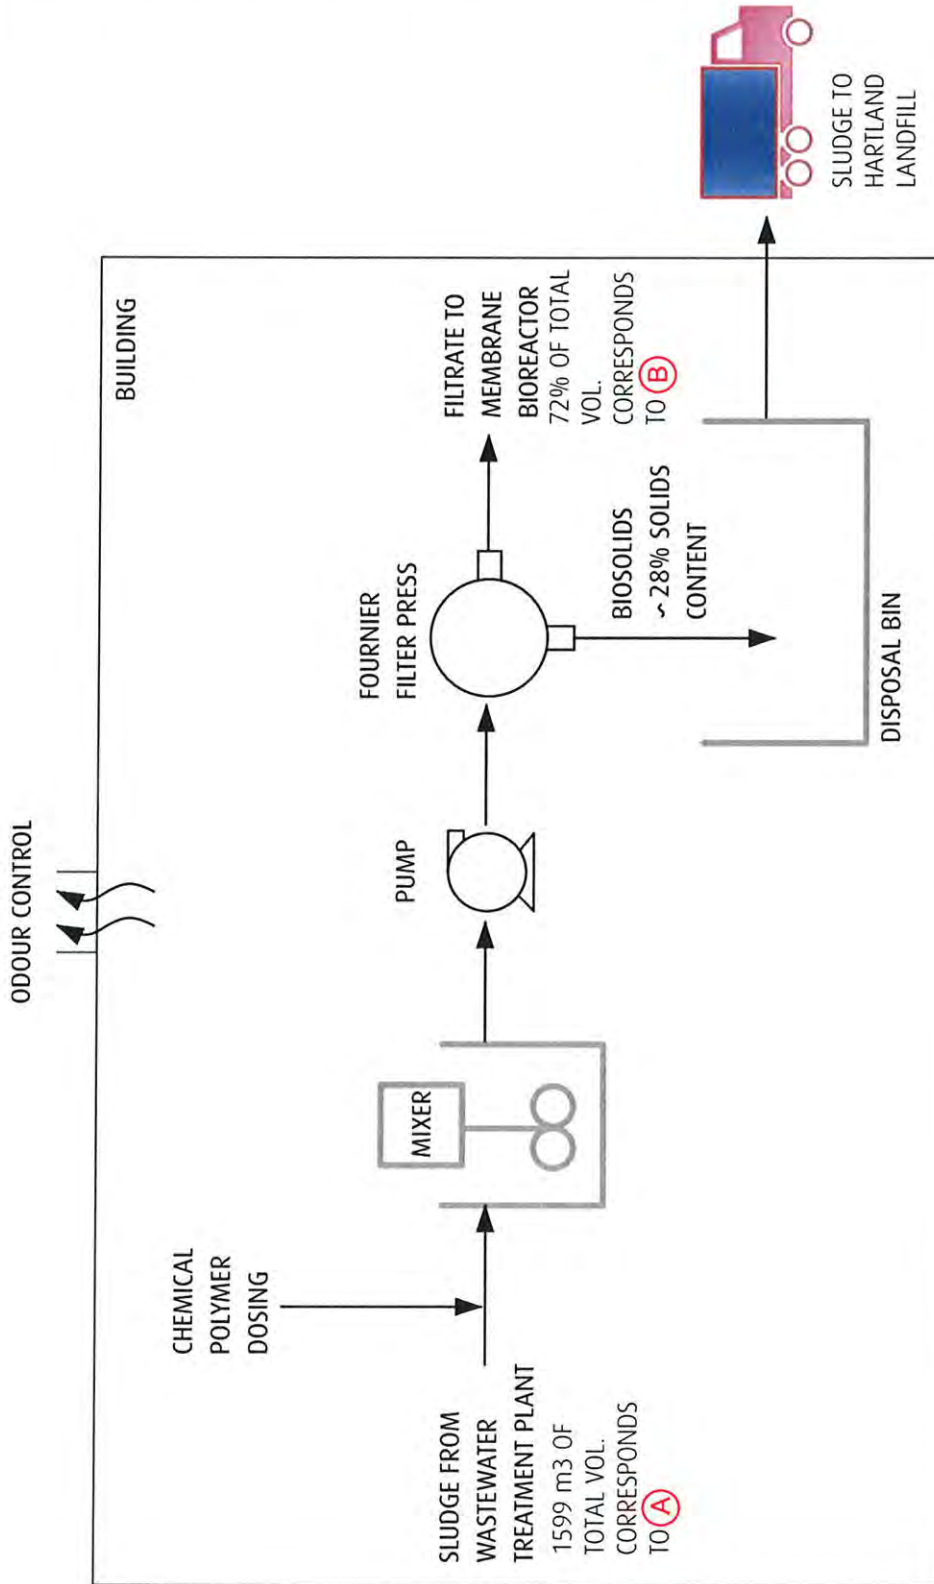 ODOUR CONTROL
BUILDING
CHEMICAL
POLYMER
DOSING
SLUDGE FROM
WASTEWATER
TREATMENT PLANT
1599 m3 OF
TOTAL VOL.
CORRESPONDS
TO A
MIXER
PUMP
FOURNIER
FILTER PRESS
FILTRATE TO
MEMBRANE
BIOREACTOR
72% OF TOTAL
VOL.
CORRESPONDS
TO B
BIOSOLIDS
~28% SOLIDS
CONTENT
DISPOSAL BIN
SLUDGE TO
HARTLAND
LANDFILL